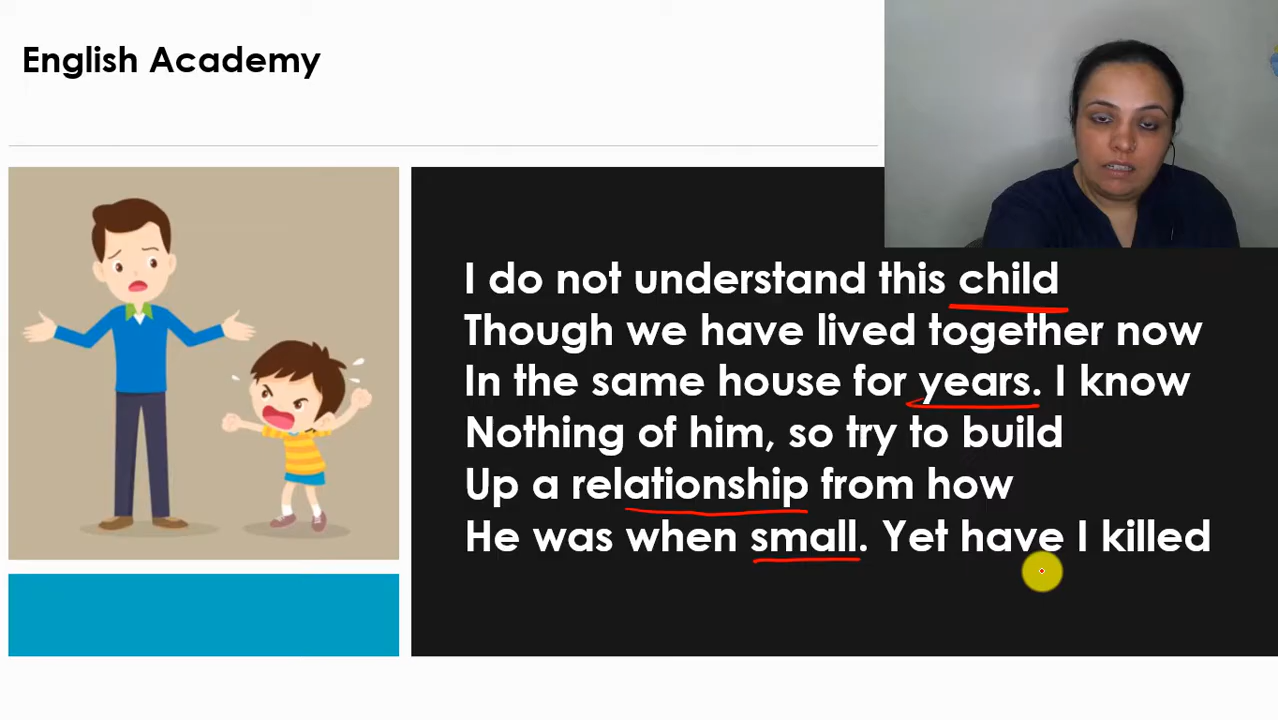 English Academy
I do not understand this child
Though we have lived together now
In the same house for years. I know
Nothing of him, so try to build
Up a relationship from how
He was when small. Yet have I killed